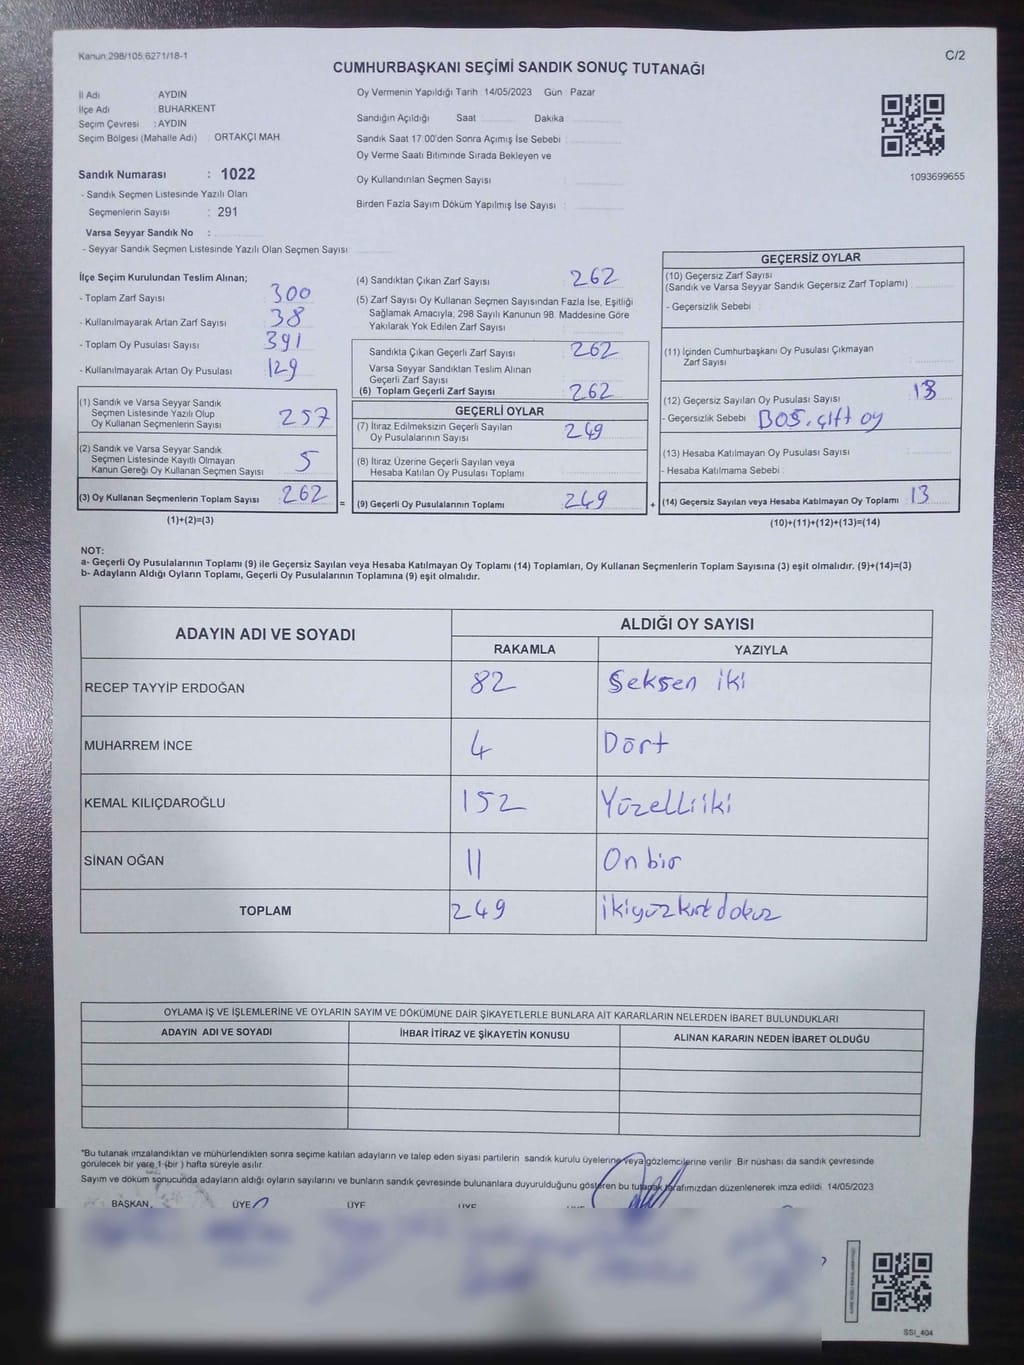 Kanun 298/105.6271/18-1
C/2
CUMHURBAŞKANI SEÇİMİ SANDIK SONUÇ TUTANAĞI
İl Adı AYDIN
İlçe Adı BUHARKENT
Seçim Çevresi : AYDIN
Seçim Bölgesi (Mahalle Adı) : ORTAKÇI MAH
Sandık Numarası : 1022
- Sandık Seçmen Listesinde Yazılı Olan
Seçmenlerin Sayısı : 291
Varsa Seyyar Sandık No :
- Seyyar Sandık Seçmen Listesinde Yazılı Olan Seçmen Sayısı
Oy Vermenin Yapıldığı Tarih 14/05/2023 Gün Pazar
Sandığın Açıldığı Saat Dakika
Sandık Saat 17:00'den Sonra Açımış İse Sebebi :
Oy Verme Saati Bitiminde Sırada Bekleyen ve
Oy Kullandırılan Seçmen Sayısı :
Birden Fazla Sayım Döküm Yapılmış İse Sayısı :
1093699655
İlçe Seçim Kurulundan Teslim Alınan;
- Toplam Zarf Sayısı 300
- Kullanılmayarak Artan Zarf Sayısı 38
- Toplam Oy Pusulası Sayısı 391
- Kullanılmayarak Artan Oy Pusulası 129
(1) Sandık ve Varsa Seyyar Sandık
Seçmen Listesinde Yazılı Olup
Oy Kullanan Seçmenlerin Sayısı 257
(2) Sandık ve Varsa Seyyar Sandık
Seçmen Listesinde Kayıtlı Olmayan
Kanun Gereği Oy Kullanan Seçmen Sayısı 5
(3) Oy Kullanan Seçmenlerin Toplam Sayısı 262 =
(1)+(2)=(3)
(4) Sandıktan Çıkan Zarf Sayısı 262
(5) Zarf Sayısı Oy Kullanan Seçmen Sayısından Fazla İse, Eşitliği
Sağlamak Amacıyla; 298 Sayılı Kanunun 98. Maddesine Göre
Yakılarak Yok Edilen Zarf Sayısı
Sandıkta Çıkan Geçerli Zarf Sayısı 262
Varsa Seyyar Sandıktan Teslim Alınan
Geçerli Zarf Sayısı
(6) Toplam Geçerli Zarf Sayısı 262
GEÇERLİ OYLAR
(7) İtiraz Edilmeksizin Geçerli Sayılan
Oy Pusulalarının Sayısı 249
(8) İtiraz Üzerine Geçerli Sayılan veya
Hesaba Katılan Oy Pusulası Toplamı
(9) Geçerli Oy Pusulalarının Toplamı 249 +
GEÇERSİZ OYLAR
(10) Geçersiz Zarf Sayısı
(Sandık ve Varsa Seyyar Sandık Geçersiz Zarf Toplamı)
- Geçersizlik Sebebi
(11) İçinden Cumhurbaşkanı Oy Pusulası Çıkmayan
Zarf Sayısı
(12) Geçersiz Sayılan Oy Pusulası Sayısı 13
- Geçersizlik Sebebi BOŞ, çift oy
(13) Hesaba Katılmayan Oy Pusulası Sayısı
- Hesaba Katılmama Sebebi
(14) Geçersiz Sayılan veya Hesaba Katılmayan Oy Toplamı : 13
(10)+(11)+(12)+(13)=(14)
NOT:
a- Geçerli Oy Pusulalarının Toplamı (9) ile Geçersiz Sayılan veya Hesaba Katılmayan Oy Toplamı (14) Toplamları, Oy Kullanan Seçmenlerin Toplam Sayısına (3) eşit olmalıdır. (9)+(14)=(3)
b- Adayların Aldığı Oyların Toplamı, Geçerli Oy Pusulalarının Toplamına (9) eşit olmalıdır.
ADAYIN ADI VE SOYADI
ALDIĞI OY SAYISI
RAKAMLA YAZIYLA
RECEP TAYYİP ERDOĞAN 82 Seksen iki
MUHARREM İNCE 4 Dört
KEMAL KILIÇDAROĞLU 152 Yüzelliiki
SİNAN OĞAN 11 On bir
TOPLAM 249 ikiyüzkırk dokuz
OYLAMA İŞ VE İŞLEMLERİNE VE OYLARIN SAYIM VE DÖKÜMÜNE DAİR ŞİKAYETLERLE BUNLARA AİT KARARLARIN NELERDEN İBARET BULUNDUKLARI
ADAYIN ADI VE SOYADI İHBAR İTİRAZ VE ŞİKAYETİN KONUSU ALINAN KARARIN NEDEN İBARET OLDUĞU
*Bu tutanak imzalandıktan ve mühürlendikten sonra seçime katılan adayların ve talep eden siyasi partilerin sandık kurulu üyelerine veya gözlemcilerine verilir Bir nüshası da sandık çevresinde
görülecek bir yere 1 (bir) hafta süreyle asılır.
Sayım ve döküm sonucunda adayların aldığı oyların sayılarını ve bunların sandık çevresinde bulunanlara duyurulduğunu gösteren bu tutanak tarafımızdan düzenlenerek imza edildi. 14/05/2023
BAŞKAN ÜYE ÜYE ÜYE
SSI_404